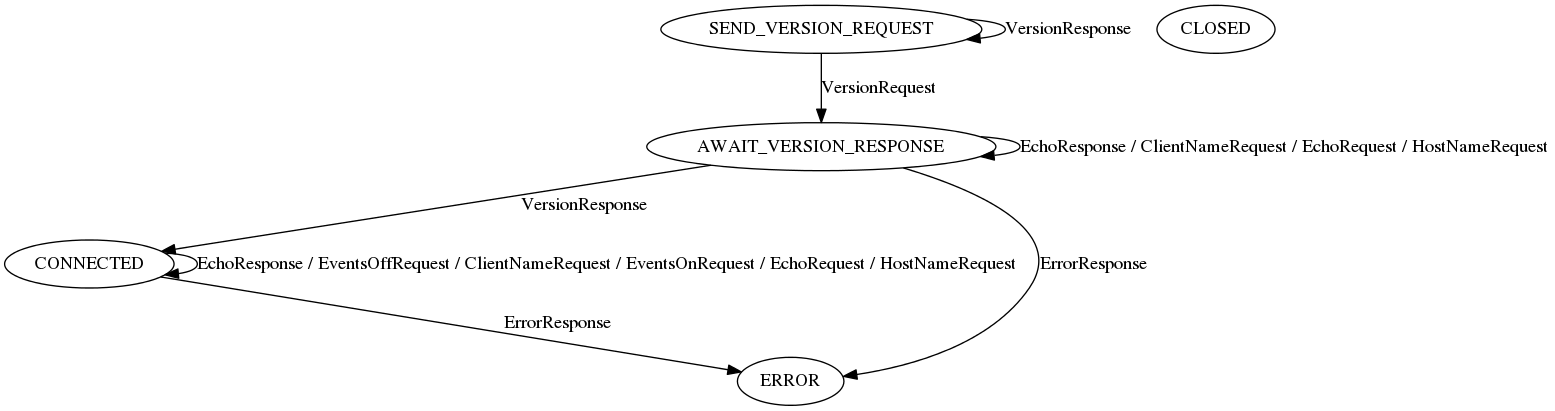 SEND_VERSION_REQUEST
VersionResponse
CLOSED
VersionRequest
AWAIT_VERSION_RESPONSE
EchoResponse / ClientNameRequest / EchoRequest / HostNameRequest
VersionResponse
CONNECTED
EchoResponse / EventsOffRequest / ClientNameRequest / EventsOnRequest / EchoRequest / HostNameRequest
ErrorResponse
ErrorResponse
ERROR